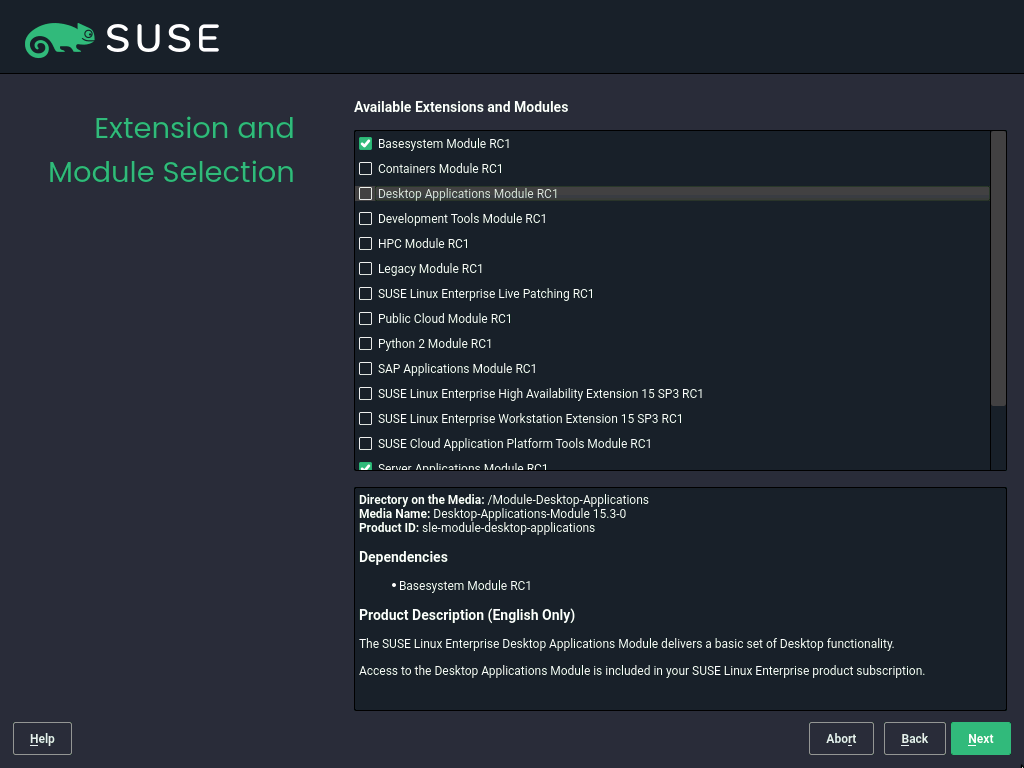 SUSE
Extension and
Module Selection
Available Extensions and Modules
Basesystem Module RC1
Containers Module RC1
Desktop Applications Module RC1
Development Tools Module RC1
HPC Module RC1
Legacy Module RC1
SUSE Linux Enterprise Live Patching RC1
Public Cloud Module RC1
Python 2 Module RC1
SAP Applications Module RC1
SUSE Linux Enterprise High Availability Extension 15 SP3 RC1
SUSE Linux Enterprise Workstation Extension 15 SP3 RC1
SUSE Cloud Application Platform Tools Module RC1
Server Applications Module RC1
Directory on the Media: /Module-Desktop-Applications
Media Name: Desktop-Applications-Module 15.3-0
Product ID: sle-module-desktop-applications
Dependencies
• Basesystem Module RC1
Product Description (English Only)
The SUSE Linux Enterprise Desktop Applications Module delivers a basic set of Desktop functionality.
Access to the Desktop Applications Module is included in your SUSE Linux Enterprise product subscription.
Help Abort Back Next